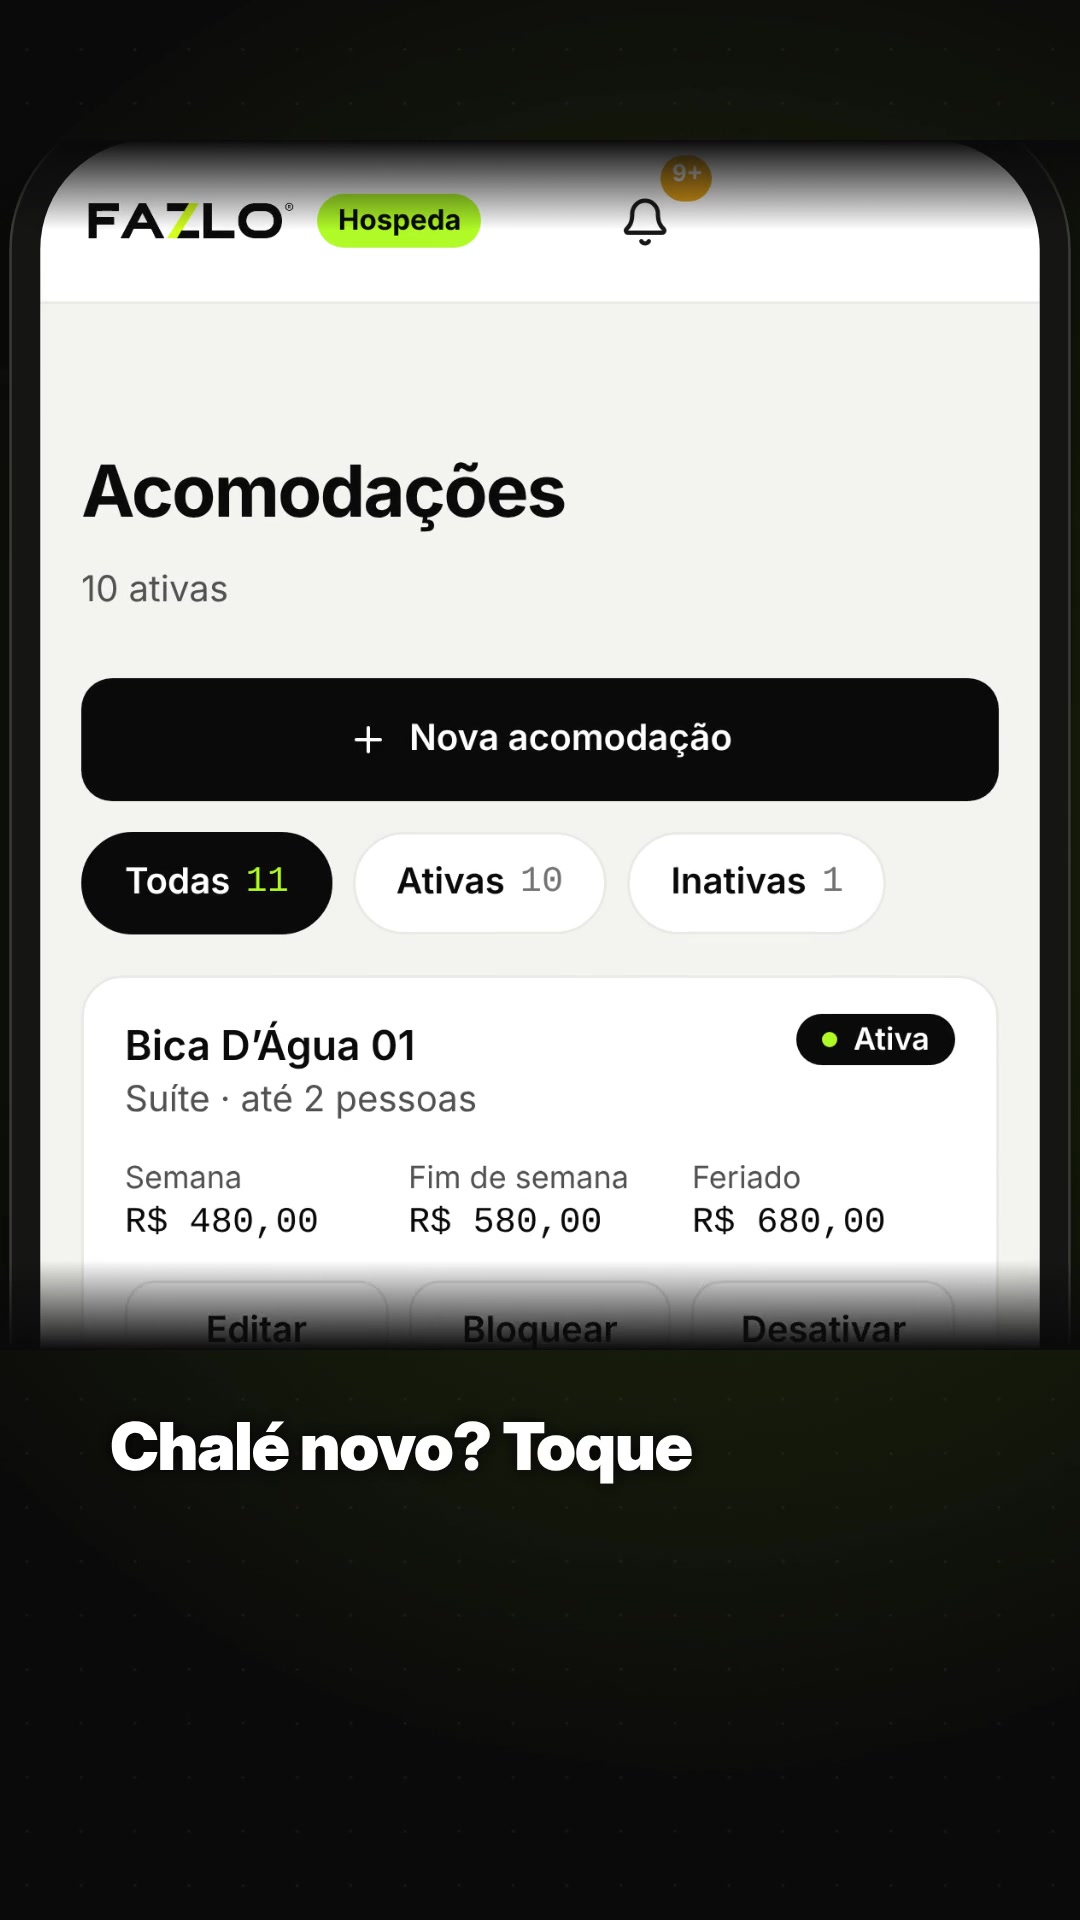 9+
FAZLO® Hospeda
Acomodações
10 ativas
+ Nova acomodação
Todas 11 Ativas 10 Inativas 1
Bica D’Água 01 Ativa
Suíte · até 2 pessoas
Semana Fim de semana Feriado
R$ 480,00 R$ 580,00 R$ 680,00
Editar Bloquear Desativar
Chalé novo? Toque